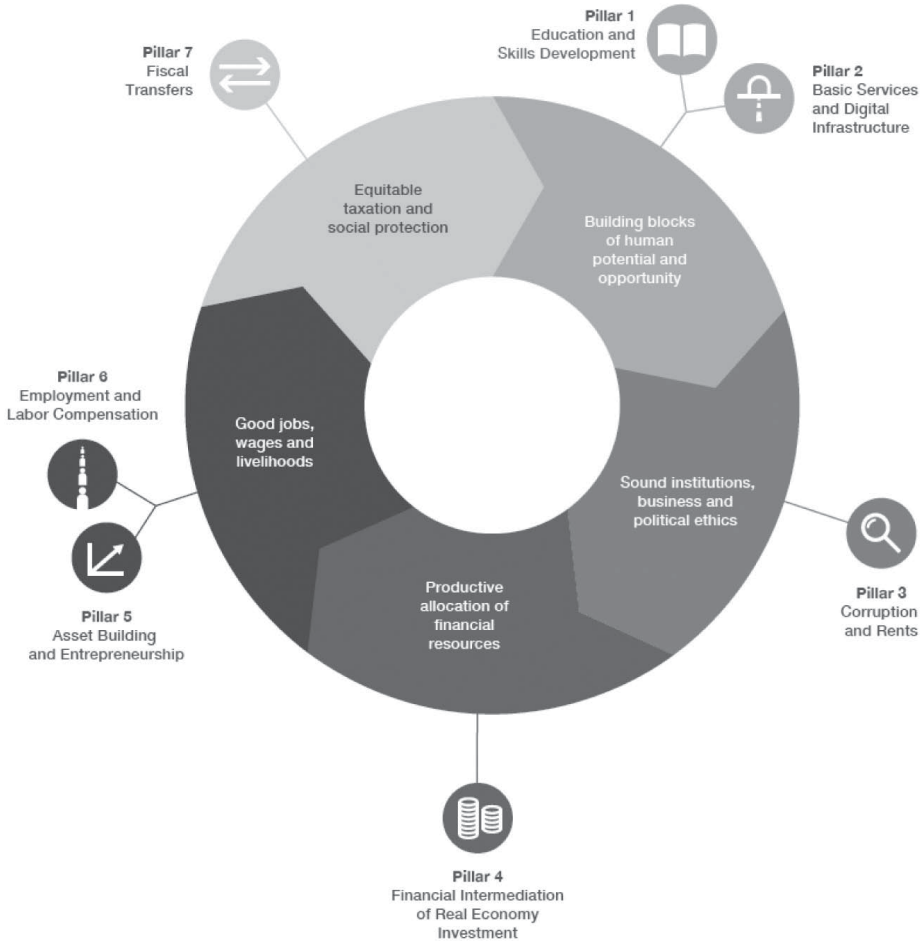 Pillar 1
Education and
Skills Development
Pillar 2
Basic Services
and Digital
Infrastructure
Building blocks
of human
potential and
opportunity
Sound institutions,
business and
political ethics
Pillar 3
Corruption
and Rents
Productive
allocation of
financial
resources
Pillar 4
Financial Intermediation
of Real Economy
Investment
Good jobs,
wages and
livelihoods
Pillar 5
Asset Building
and Entrepreneurship
Pillar 6
Employment and
Labor Compensation
Equitable
taxation and
social protection
Pillar 7
Fiscal
Transfers